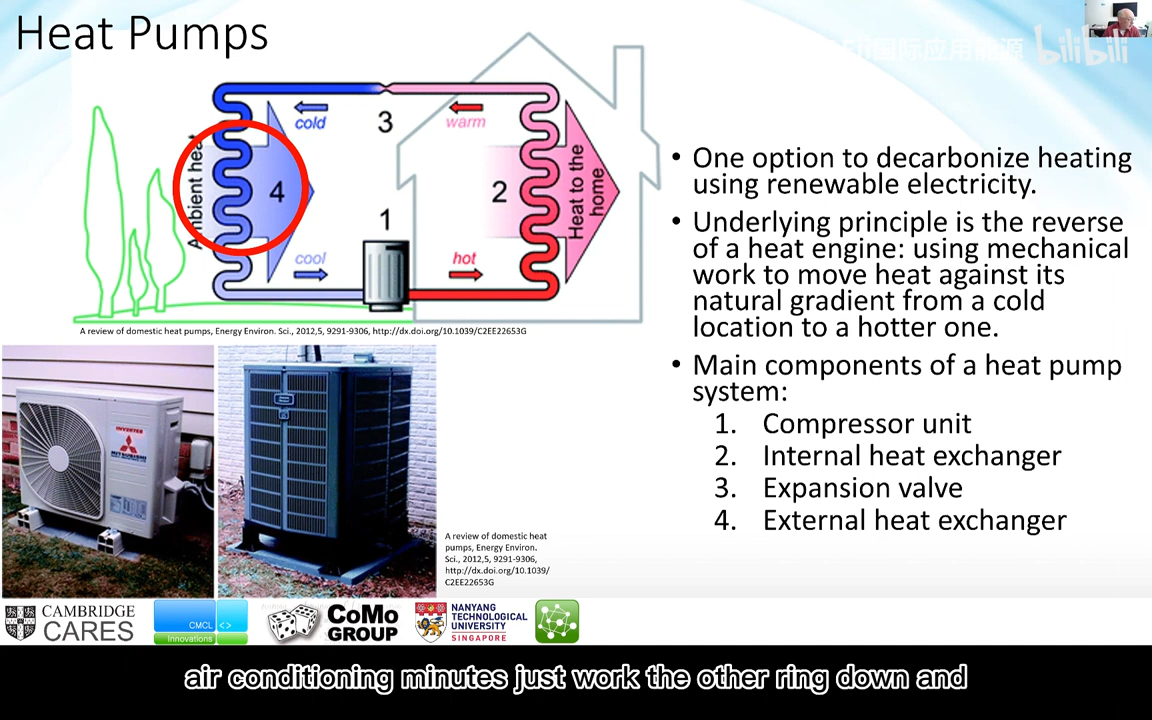 Heat Pumps
国际应用能源
bilibili
cold
3
warm
Ambient heat
4
2
Heat to the
home
1
cool
hot
A review of domestic heat pumps, Energy Environ. Sci., 2012,5, 9291-9306, http://dx.doi.org/10.1039/C2EE22653G
• One option to decarbonize heating
using renewable electricity.
• Underlying principle is the reverse
of a heat engine: using mechanical
work to move heat against its
natural gradient from a cold
location to a hotter one.
• Main components of a heat pump
system:
1. Compressor unit
2. Internal heat exchanger
3. Expansion valve
4. External heat exchanger
INVERTER
MITSUBISHI
A review of domestic heat
pumps, Energy Environ.
Sci., 2012,5, 9291-9306,
http://dx.doi.org/10.1039/
C2EE22653G
CAMBRIDGE
CARES
CMCL <>
Innovations
CoMo
GROUP
NANYANG
TECHNOLOGICAL
UNIVERSITY
SINGAPORE
air conditioning minutes just work the other ring down and